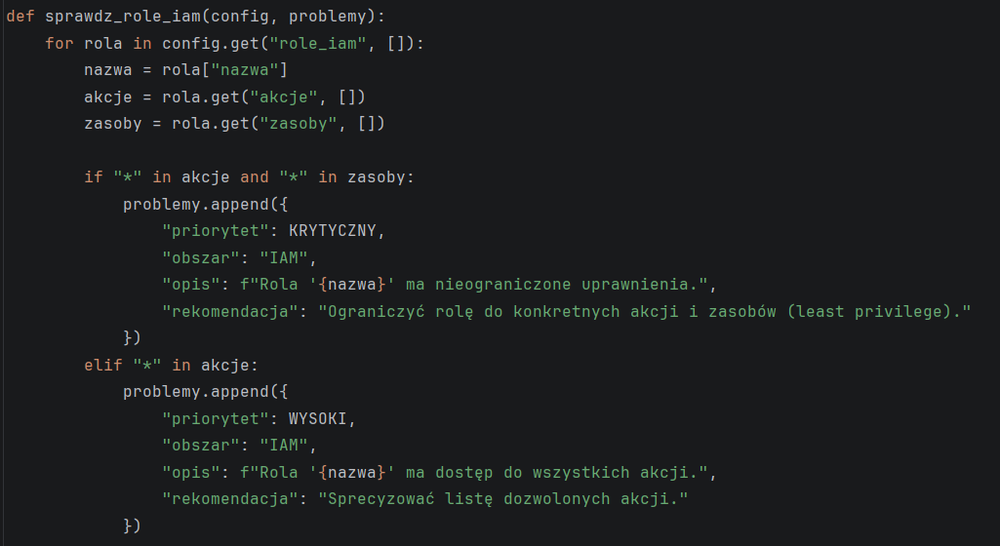 def sprawdz_role_iam(config, problemy):
    for rola in config.get("role_iam", []):
        nazwa = rola["nazwa"]
        akcje = rola.get("akcje", [])
        zasoby = rola.get("zasoby", [])

        if "*" in akcje and "*" in zasoby:
            problemy.append({
                "priorytet": KRYTYCZNY,
                "obszar": "IAM",
                "opis": f"Rola '{nazwa}' ma nieograniczone uprawnienia.",
                "rekomendacja": "Ograniczyć rolę do konkretnych akcji i zasobów (least privilege)."
            })
        elif "*" in akcje:
            problemy.append({
                "priorytet": WYSOKI,
                "obszar": "IAM",
                "opis": f"Rola '{nazwa}' ma dostęp do wszystkich akcji.",
                "rekomendacja": "Sprecyzować listę dozwolonych akcji."
            })